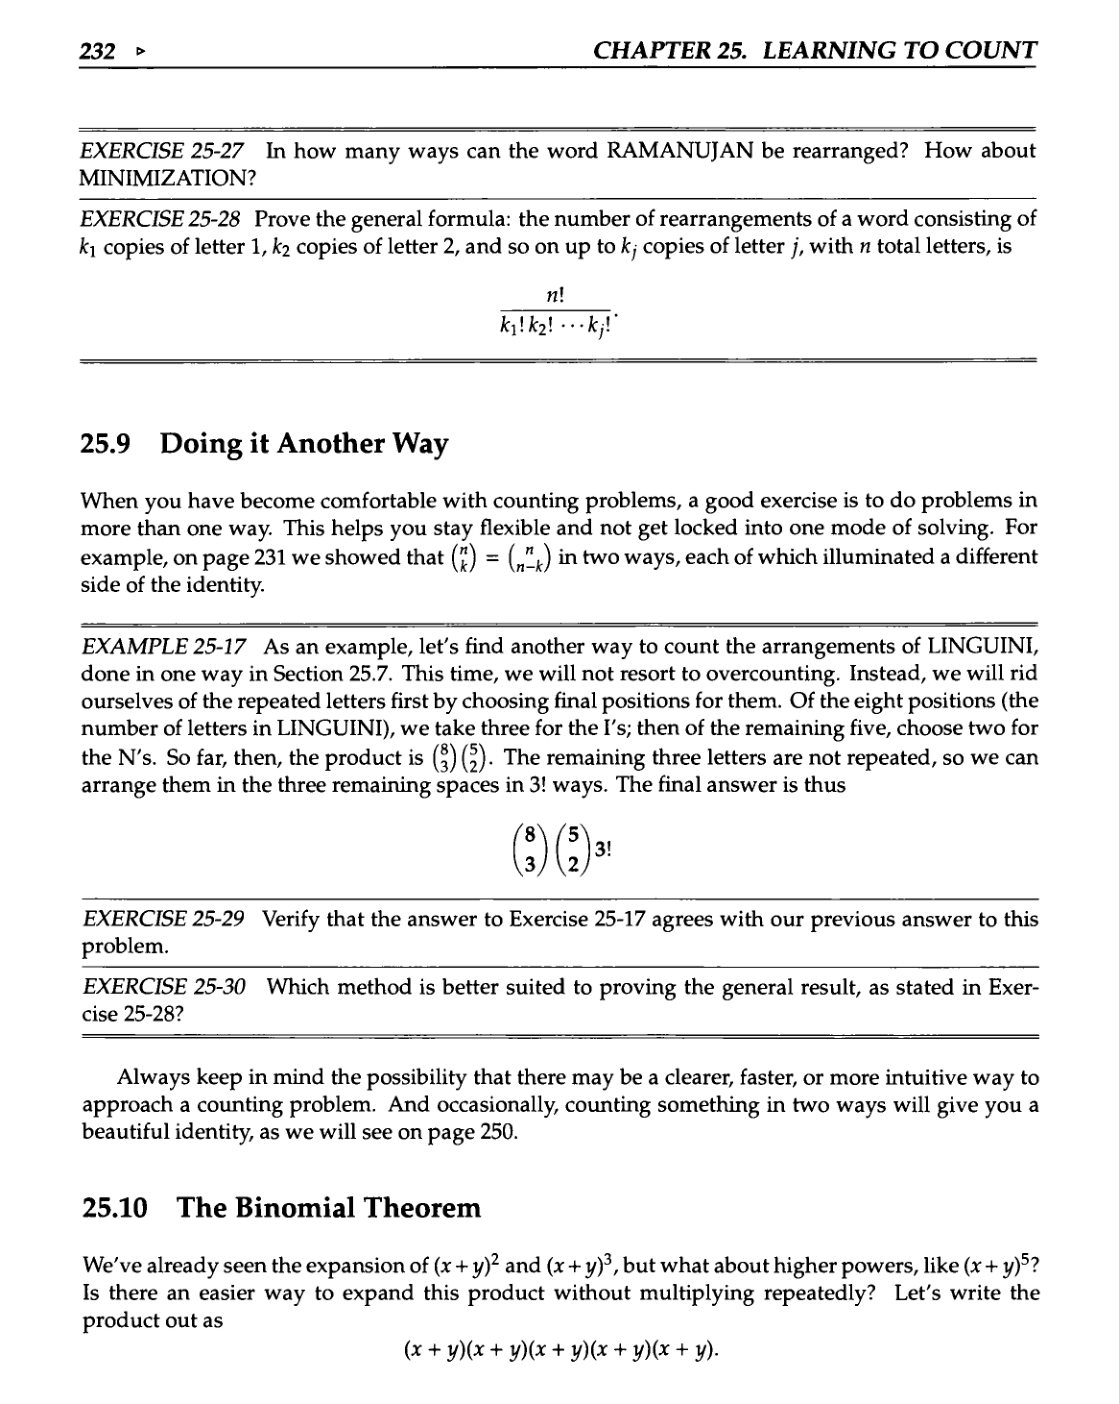 232 ▹ CHAPTER 25. LEARNING TO COUNT
EXERCISE 25-27 In how many ways can the word RAMANUJAN be rearranged? How about
MINIMIZATION?
EXERCISE 25-28 Prove the general formula: the number of rearrangements of a word consisting of
k₁ copies of letter 1, k₂ copies of letter 2, and so on up to kⱼ copies of letter j, with n total letters, is
n!
k₁! k₂! ··· kⱼ!.
25.9 Doing it Another Way
When you have become comfortable with counting problems, a good exercise is to do problems in
more than one way. This helps you stay flexible and not get locked into one mode of solving. For
example, on page 231 we showed that (n k) = (n n−k) in two ways, each of which illuminated a different
side of the identity.
EXAMPLE 25-17 As an example, let's find another way to count the arrangements of LINGUINI,
done in one way in Section 25.7. This time, we will not resort to overcounting. Instead, we will rid
ourselves of the repeated letters first by choosing final positions for them. Of the eight positions (the
number of letters in LINGUINI), we take three for the I's; then of the remaining five, choose two for
the N's. So far, then, the product is (8 3)(5 2). The remaining three letters are not repeated, so we can
arrange them in the three remaining spaces in 3! ways. The final answer is thus
(8 3)(5 2)3!
EXERCISE 25-29 Verify that the answer to Exercise 25-17 agrees with our previous answer to this
problem.
EXERCISE 25-30 Which method is better suited to proving the general result, as stated in Exer-
cise 25-28?
Always keep in mind the possibility that there may be a clearer, faster, or more intuitive way to
approach a counting problem. And occasionally, counting something in two ways will give you a
beautiful identity, as we will see on page 250.
25.10 The Binomial Theorem
We've already seen the expansion of (x + y)² and (x + y)³, but what about higher powers, like (x + y)⁵?
Is there an easier way to expand this product without multiplying repeatedly? Let's write the
product out as
(x + y)(x + y)(x + y)(x + y)(x + y).